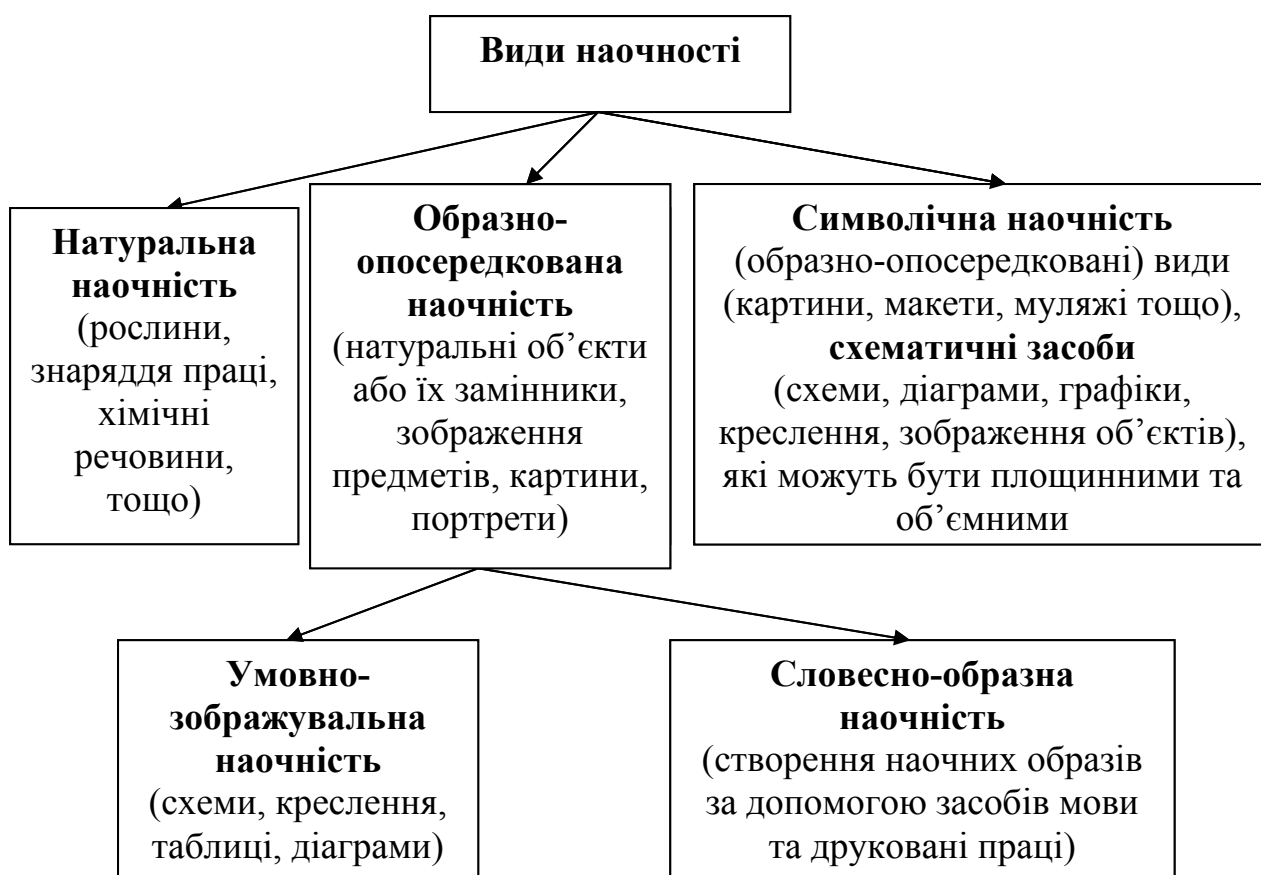 Види наочності
Натуральна
наочність
(рослини,
знаряддя праці,
хімічні
речовини,
тощо)
Образно-
опосередкована
наочність
(натуральні об’єкти
або їх замінники,
зображення
предметів, картини,
портрети)
Символічна наочність
(образно-опосередковані) види
(картини, макети, муляжі тощо),
схематичні засоби
(схеми, діаграми, графіки,
креслення, зображення об’єктів),
які можуть бути площинними та
об’ємними
Умовно-
зображувальна
наочність
(схеми, креслення,
таблиці, діаграми)
Словесно-образна
наочність
(створення наочних образів
за допомогою засобів мови
та друковані праці)